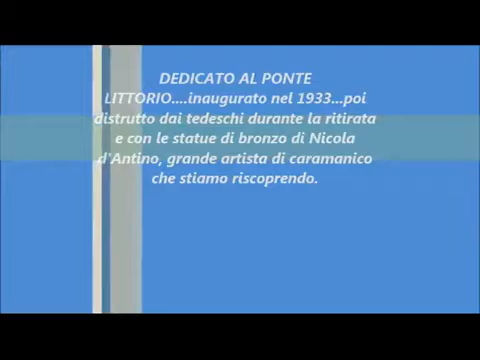 DEDICATO AL PONTE
LITTORIO....inaugurato nel 1933...poi
distrutto dai tedeschi durante la ritirata
e con le statue di bronzo di Nicola
d'Antino, grande artista di caramanico
che stiamo riscoprendo.